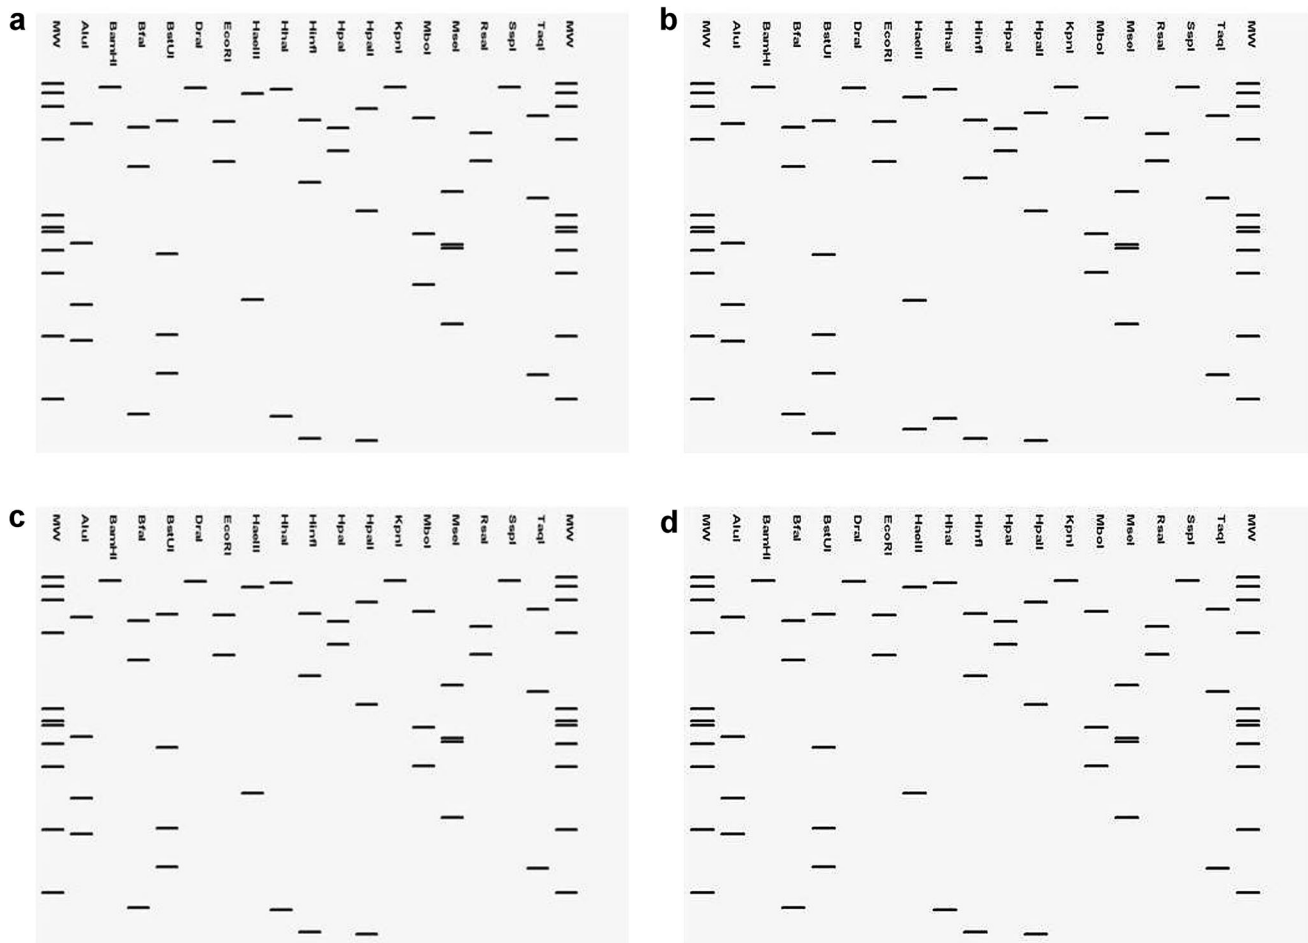 a
MW AluI BamHI BfaI BstUI DraI EcoRI HaeIII HhaI HinfI HpaI HpaII KpnI MboI MseI RsaI SspI TaqI MW
b
MW AluI BamHI BfaI BstUI DraI EcoRI HaeIII HhaI HinfI HpaI HpaII KpnI MboI MseI RsaI SspI TaqI MW
c
MW AluI BamHI BfaI BstUI DraI EcoRI HaeIII HhaI HinfI HpaI HpaII KpnI MboI MseI RsaI SspI TaqI MW
d
MW AluI BamHI BfaI BstUI DraI EcoRI HaeIII HhaI HinfI HpaI HpaII KpnI MboI MseI RsaI SspI TaqI MW